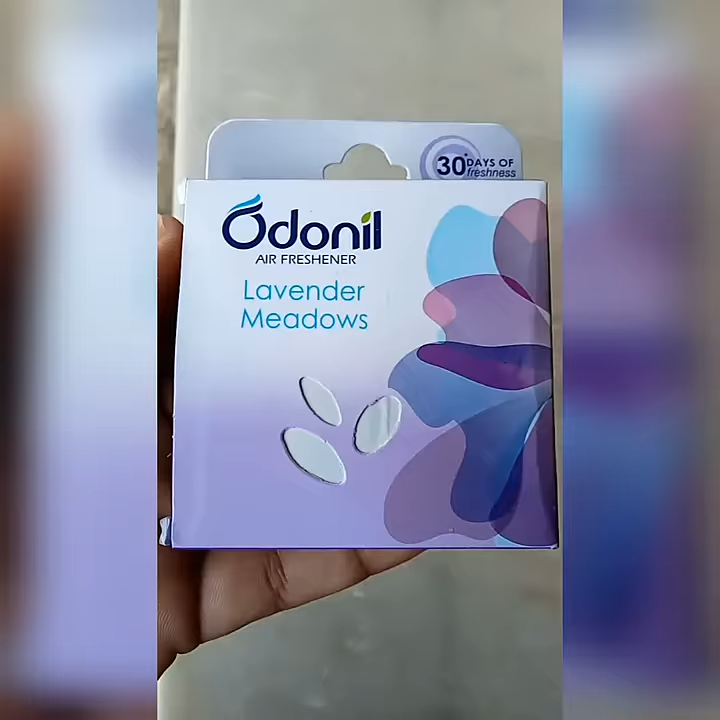 30* DAYS OF
freshness
Odonil
AIR FRESHENER
Lavender
Meadows